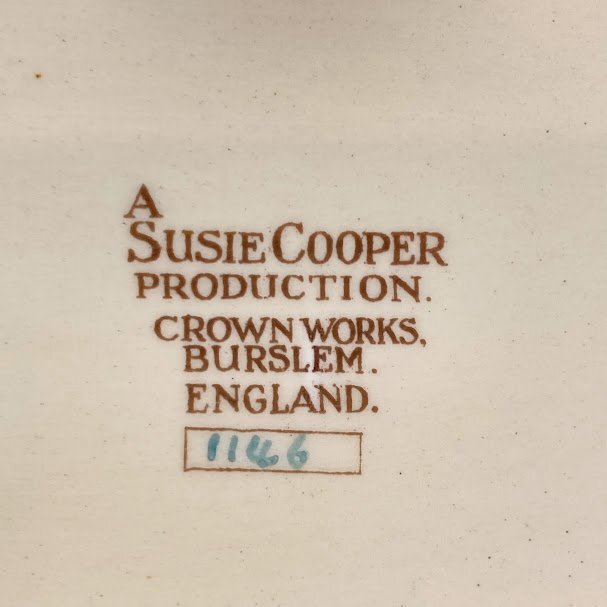 A
SUSIE COOPER
PRODUCTION.
CROWN WORKS,
BURSLEM.
ENGLAND.
1146